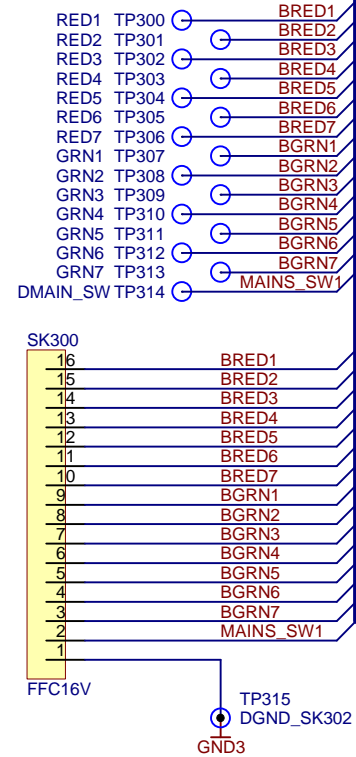 RED1 TP300 BRED1
RED2 TP301 BRED2
RED3 TP302 BRED3
RED4 TP303 BRED4
RED5 TP304 BRED5
RED6 TP305 BRED6
RED7 TP306 BRED7
GRN1 TP307 BGRN1
GRN2 TP308 BGRN2
GRN3 TP309 BGRN3
GRN4 TP310 BGRN4
GRN5 TP311 BGRN5
GRN6 TP312 BGRN6
GRN7 TP313 BGRN7
DMAIN_SW TP314 MAINS_SW1
SK300
16 BRED1
15 BRED2
14 BRED3
13 BRED4
12 BRED5
11 BRED6
10 BRED7
9 BGRN1
8 BGRN2
7 BGRN3
6 BGRN4
5 BGRN5
4 BGRN6
3 BGRN7
2 MAINS_SW1
1
FFC16V
TP315
DGND_SK302
GND3